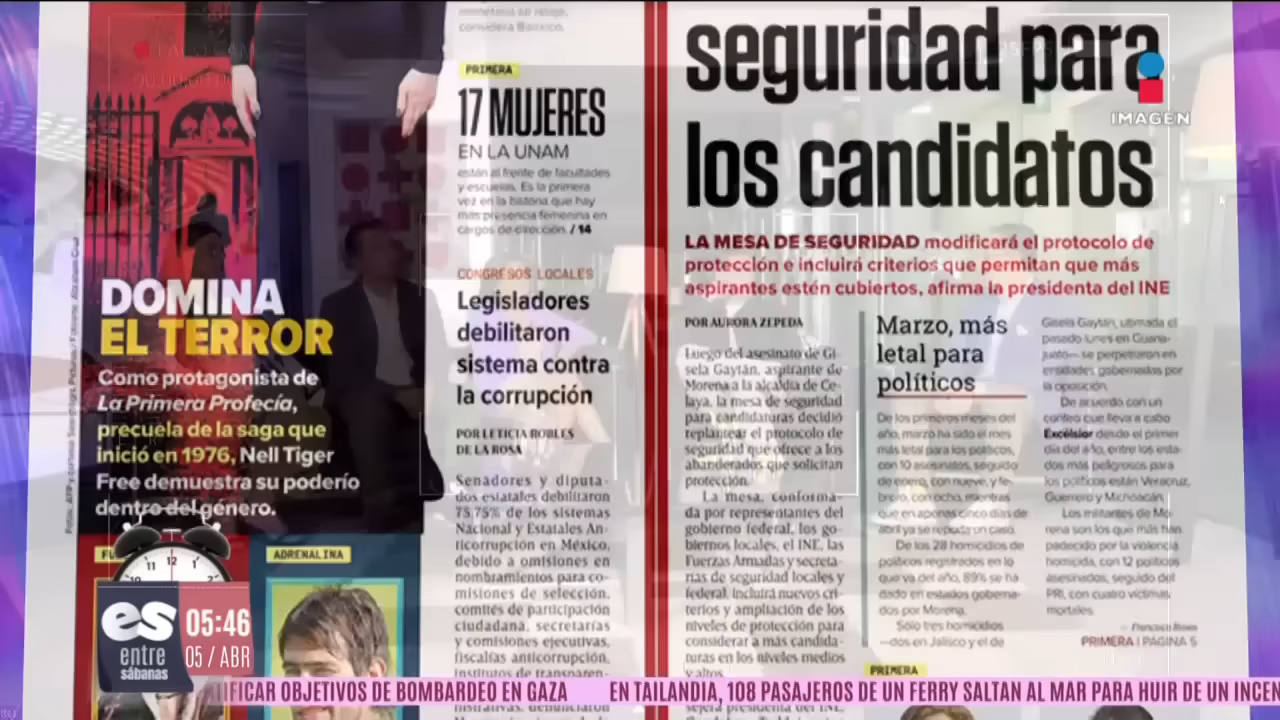 considera Banxico.
PRIMERA
17 MUJERES
EN LA UNAM
están al frente de facultades
y escuelas. Es la primera
vez en la historia que hay
más presencia femenina en
cargos de dirección. / 14
CONGRESOS LOCALES
Legisladores
debilitaron
sistema contra
la corrupción
POR LETICIA ROBLES
DE LA ROSA
Senadores y diputa-
dos estatales debilitaron
75.75% de los sistemas
Nacional y Estatales An-
ticorrupción en México,
debido a omisiones en
nombramientos para co-
misiones de selección,
comités de participación
ciudadana, secretarías
y comisiones ejecutivas,
fiscalías anticorrupción,
institutos de transparen-
DOMINA
EL TERROR
Como protagonista de
La Primera Profecía,
precuela de la saga que
inició en 1976, Nell Tiger
Free demuestra su poderío
dentro del género.
ADRENALINA
seguridad para
los candidatos
LA MESA DE SEGURIDAD modificará el protocolo de
protección e incluirá criterios que permitan que más
aspirantes estén cubiertos, afirma la presidenta del INE
POR AURORA ZEPEDA
Luego del asesinato de Gi-
sela Gaytán, aspirante de
Morena a la alcaldía de Ce-
laya, la mesa de seguridad
para candidaturas decidió
replantear el protocolo de
seguridad que ofrece a los
abanderados que solicitan
protección.
La mesa, conforma-
da por representantes del
gobierno federal, los go-
biernos locales, el INE, las
Fuerzas Armadas y secreta-
rías de seguridad locales y
federal, incluirá nuevos cri-
terios y ampliación de los
niveles de protección para
considerar a más candida-
turas en los niveles medios
y altos.
Marzo, más
letal para
políticos
De los primeros meses del
año, marzo ha sido el mes
más letal para los políticos,
con 10 asesinatos, seguido
de enero, con nueve, y fe-
brero, con ocho, mientras
que en apenas cinco días de
abril ya se reputa un caso.
De los 28 homicidios de
políticos registrados en lo
que va del año, 89% se ha
dado en estados goberna-
dos por Morena.
Sólo tres homicidios
—dos en Jalisco y el de
Gisela Gaytán, ultimada el
pasado lunes en Guana-
juato— se perpetraron en
entidades gobernadas por
la oposición.
De acuerdo con un
conteo que lleva a cabo
Excélsior desde el primer
día del año, entre los esta-
dos más peligrosos para
los políticos están Veracruz,
Guerrero y Michoacán.
Los militantes de Mo-
rena son los que más han
padecido por la violencia
homicida, con 12 políticos
asesinados, seguido del
PRI, con cuatro víctimas
mortales.
PRIMERA | PÁGINA 5
PRIMERA
IMAGEN
11 12 1
es
entre
sábanas
05:46
05 / ABR
IFICAR OBJETIVOS DE BOMBARDEO EN GAZA EN TAILANDIA, 108 PASAJEROS DE UN FERRY SALTAN AL MAR PARA HUIR DE UN INCEN